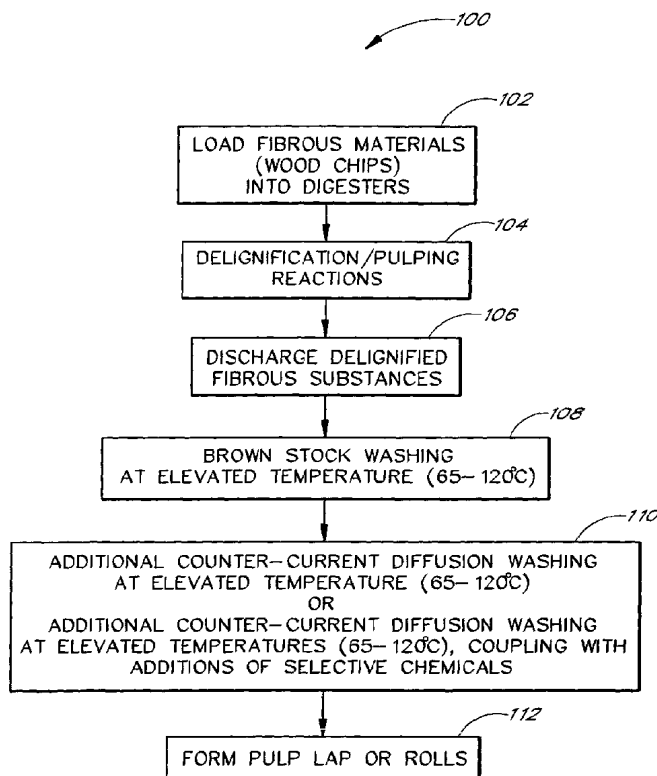 100
102
LOAD FIBROUS MATERIALS
(WOOD CHIPS)
INTO DIGESTERS
104
DELIGNIFICATION/PULPING
REACTIONS
106
DISCHARGE DELIGNIFIED
FIBROUS SUBSTANCES
108
BROWN STOCK WASHING
AT ELEVATED TEMPERATURE (65–120°C)
110
ADDITIONAL COUNTER–CURRENT DIFFUSION WASHING
AT ELEVATED TEMPERATURE (65–120°C)
OR
ADDITIONAL COUNTER–CURRENT DIFFUSION WASHING
AT ELEVATED TEMPERATURES (65–120°C), COUPLING WITH
ADDITIONS OF SELECTIVE CHEMICALS
112
FORM PULP LAP OR ROLLS